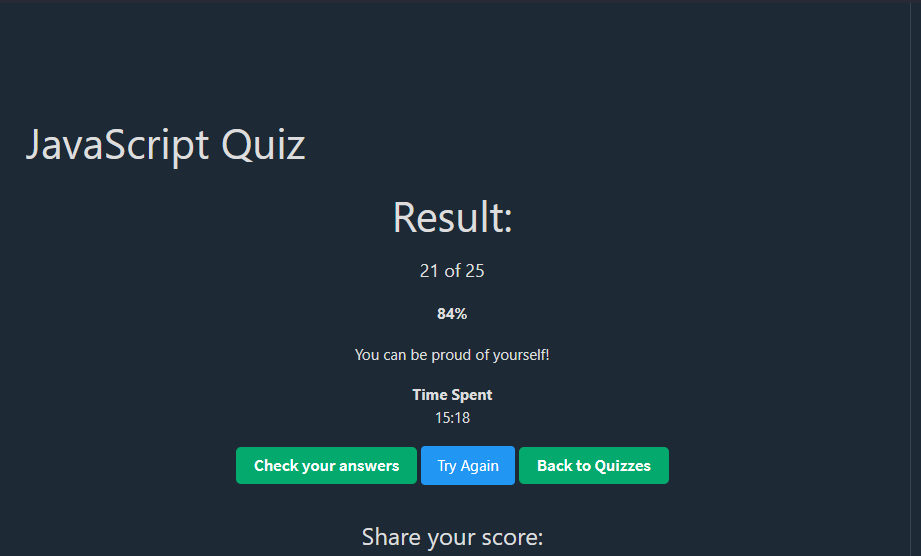 JavaScript Quiz
Result:
21 of 25
84%
You can be proud of yourself!
Time Spent
15:18
Check your answers Try Again Back to Quizzes
Share your score: